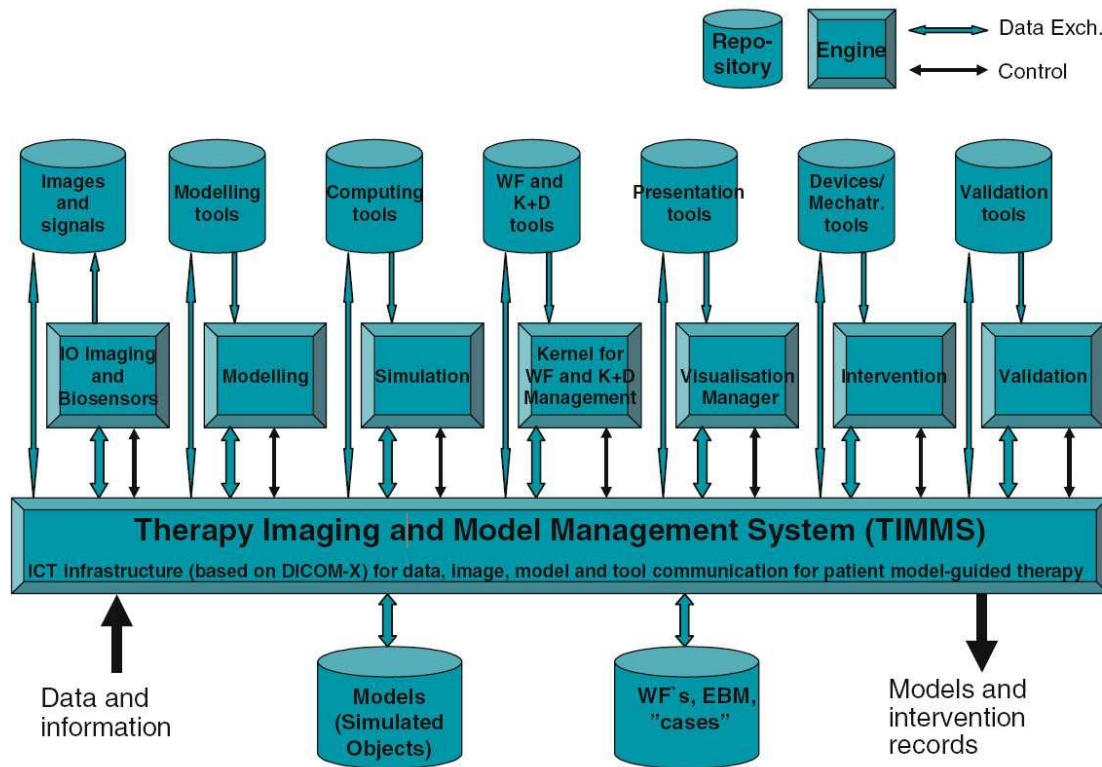 Repo-
sitory
Engine
Data Exch.
Control
Images
and
signals
Modelling
tools
Computing
tools
WF and
K+D
tools
Presentation
tools
Devices/
Mechatr.
tools
Validation
tools
IO Imaging
and
Biosensors
Modelling
Simulation
Kernel for
WF and K+D
Management
Visualisation
Manager
Intervention
Validation
Therapy Imaging and Model Management System (TIMMS)
ICT infrastructure (based on DICOM-X) for data, image, model and tool communication for patient model-guided therapy
Data and
information
Models
(Simulated
Objects)
WF`s, EBM,
"cases"
Models and
intervention
records